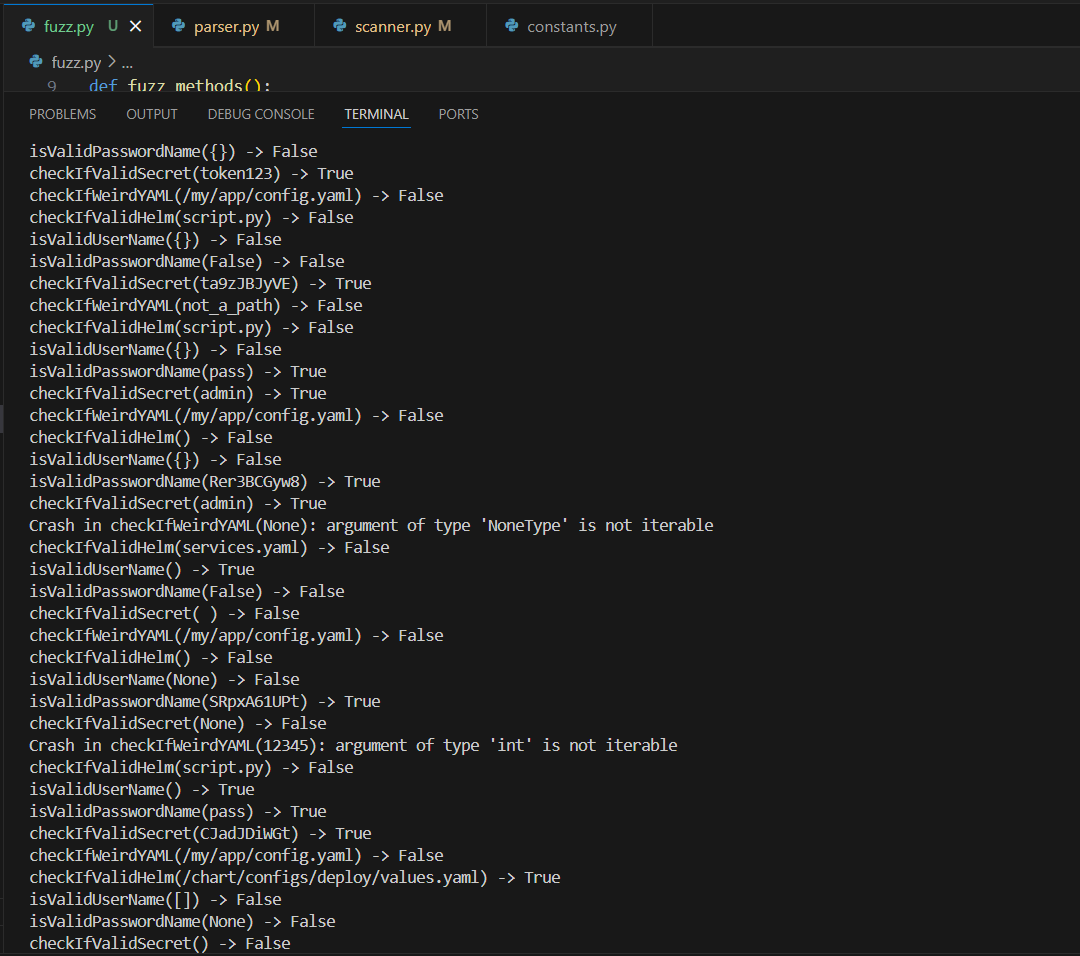 fuzz.py U parser.py M scanner.py M constants.py
fuzz.py > ...
9 def fuzz_methods():
PROBLEMS OUTPUT DEBUG CONSOLE TERMINAL PORTS
isValidPasswordName({}) -> False
checkIfValidSecret(token123) -> True
checkIfWeirdYAML(/my/app/config.yaml) -> False
checkIfValidHelm(script.py) -> False
isValidUserName({}) -> False
isValidPasswordName(False) -> False
checkIfValidSecret(ta9zJBJyVE) -> True
checkIfWeirdYAML(not_a_path) -> False
checkIfValidHelm(script.py) -> False
isValidUserName({}) -> False
isValidPasswordName(pass) -> True
checkIfValidSecret(admin) -> True
checkIfWeirdYAML(/my/app/config.yaml) -> False
checkIfValidHelm() -> False
isValidUserName({}) -> False
isValidPasswordName(Rer3BCGyw8) -> True
checkIfValidSecret(admin) -> True
Crash in checkIfWeirdYAML(None): argument of type 'NoneType' is not iterable
checkIfValidHelm(services.yaml) -> False
isValidUserName() -> True
isValidPasswordName(False) -> False
checkIfValidSecret( ) -> False
checkIfWeirdYAML(/my/app/config.yaml) -> False
checkIfValidHelm() -> False
isValidUserName(None) -> False
isValidPasswordName(SRpxA61UPt) -> True
checkIfValidSecret(None) -> False
Crash in checkIfWeirdYAML(12345): argument of type 'int' is not iterable
checkIfValidHelm(script.py) -> False
isValidUserName() -> True
isValidPasswordName(pass) -> True
checkIfValidSecret(CJadJDiWGt) -> True
checkIfWeirdYAML(/my/app/config.yaml) -> False
checkIfValidHelm(/chart/configs/deploy/values.yaml) -> True
isValidUserName([]) -> False
isValidPasswordName(None) -> False
checkIfValidSecret() -> False